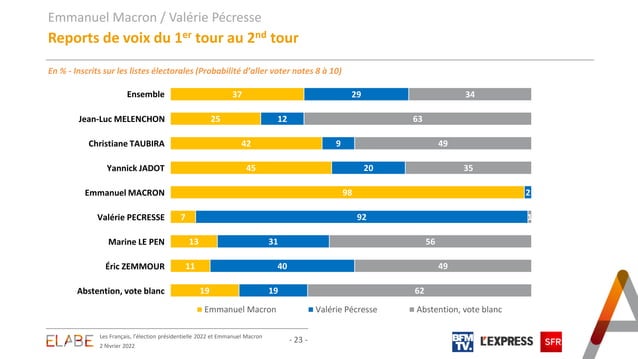 Emmanuel Macron / Valérie Pécresse
Reports de voix du 1er tour au 2nd tour
En % - Inscrits sur les listes électorales (Probabilité d'aller voter notes 8 à 10)
Ensemble 37 29 34
Jean-Luc MELENCHON 25 12 63
Christiane TAUBIRA 42 9 49
Yannick JADOT 45 20 35
Emmanuel MACRON 98 2
Valérie PECRESSE 7 92
Marine LE PEN 13 31 56
Éric ZEMMOUR 11 40 49
Abstention, vote blanc 19 19 62
Emmanuel Macron Valérie Pécresse Abstention, vote blanc
ELABE
Les Français, l'élection présidentielle 2022 et Emmanuel Macron
2 février 2022
- 23 -
BFM TV.
L'EXPRESS
SFR